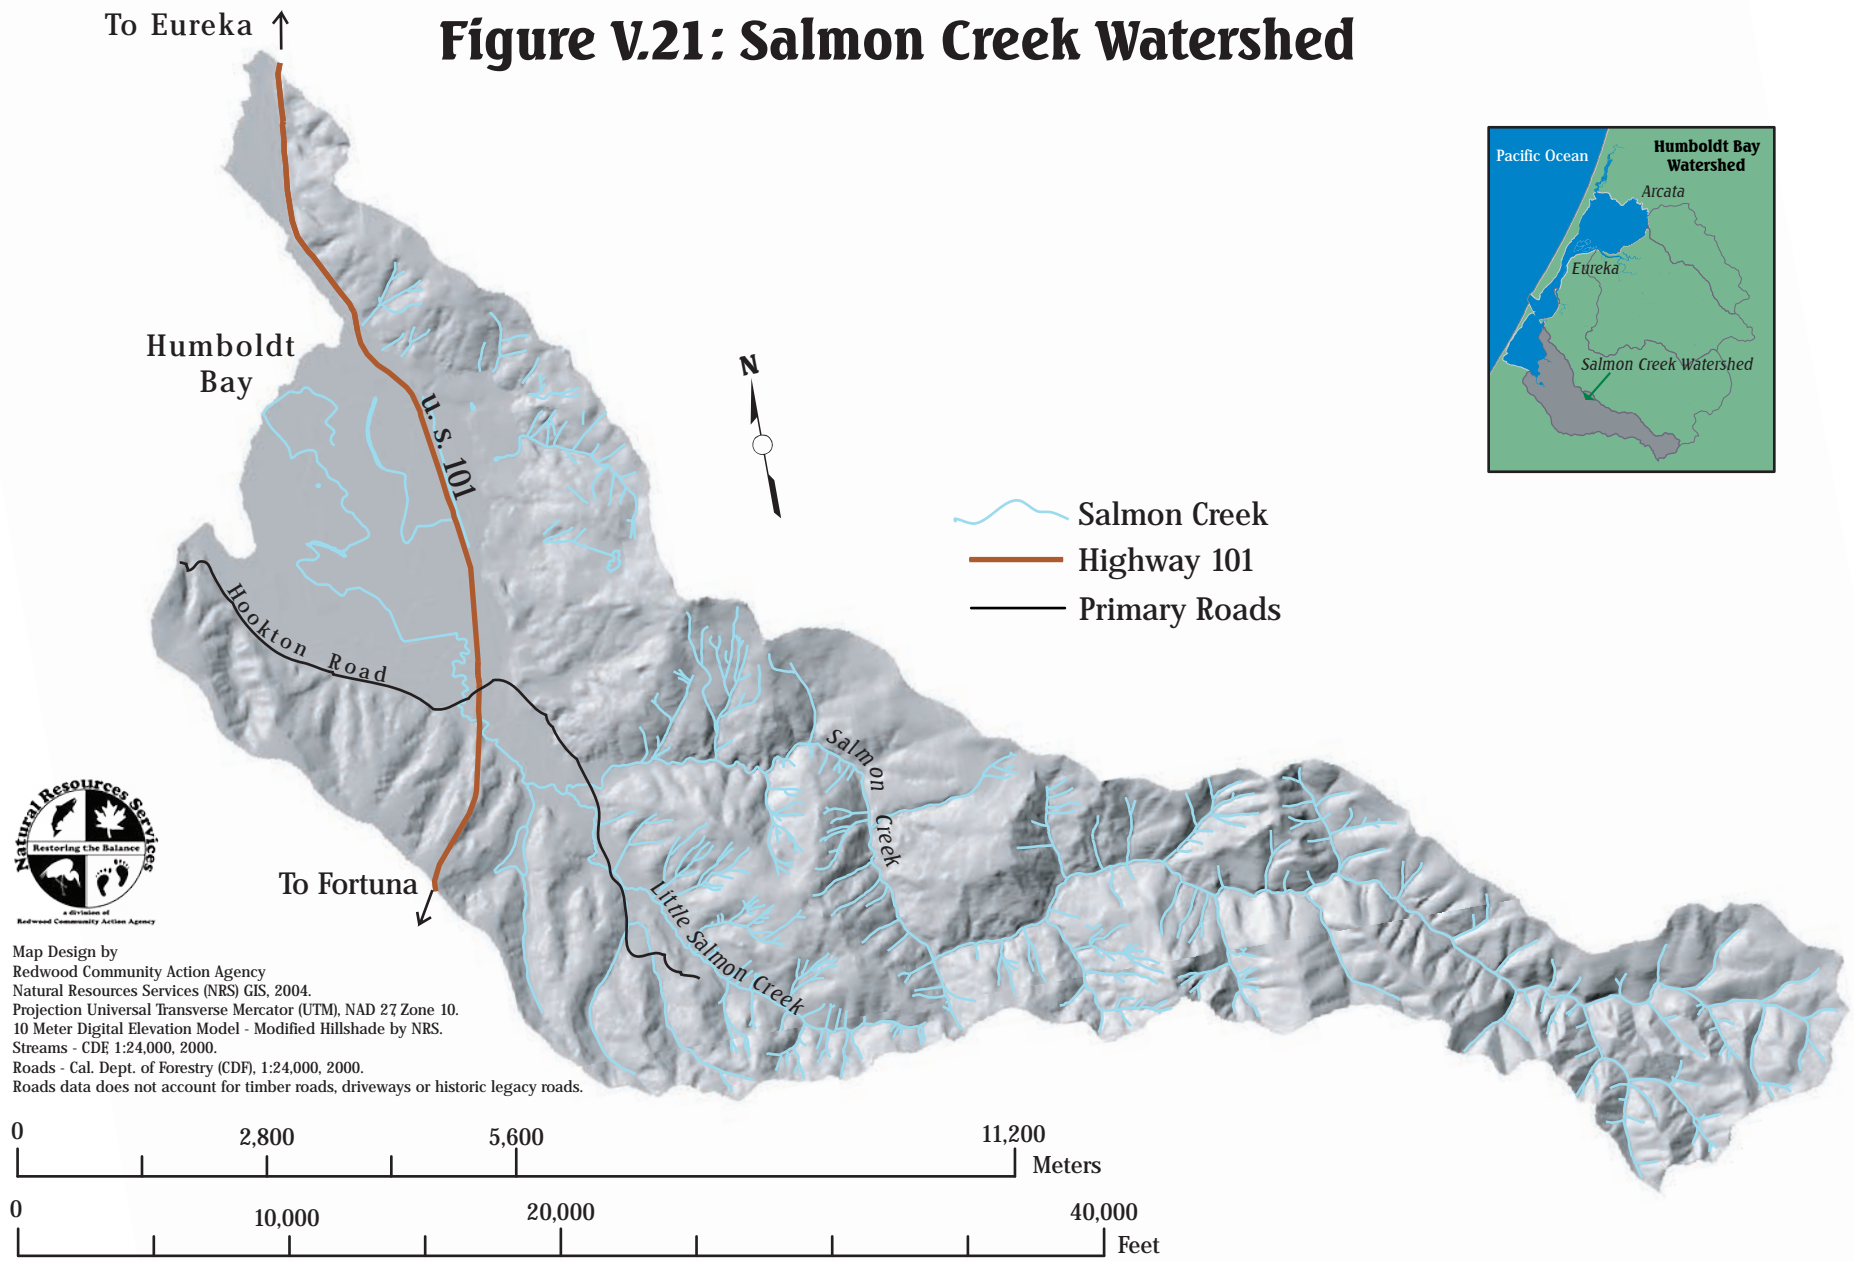 Figure V.21: Salmon Creek Watershed
To Eureka
Pacific Ocean
Humboldt Bay
Watershed
Arcata
Eureka
Salmon Creek Watershed
Humboldt
Bay
u. s. 101
N
Salmon Creek
Highway 101
Primary Roads
Hookton Road
Salmon Creek
Little Salmon Creek
To Fortuna
Natural Resources Services
Restoring the Balance
a division of
Redwood Community Action Agency
Map Design by
Redwood Community Action Agency
Natural Resources Services (NRS) GIS, 2004.
Projection Universal Transverse Mercator (UTM), NAD 27, Zone 10.
10 Meter Digital Elevation Model - Modified Hillshade by NRS.
Streams - CDF, 1:24,000, 2000.
Roads - Cal. Dept. of Forestry (CDF), 1:24,000, 2000.
Roads data does not account for timber roads, driveways or historic legacy roads.
0 2,800 5,600 11,200
Meters
0 10,000 20,000 40,000
Feet